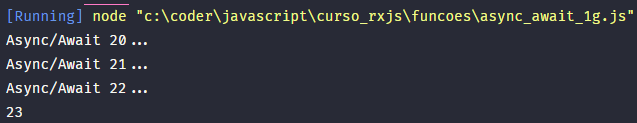 [Running] node "c:\coder\javascript\curso_rxjs\funcoes\async_await_1g.js"
Async/Await 20...
Async/Await 21...
Async/Await 22...
23